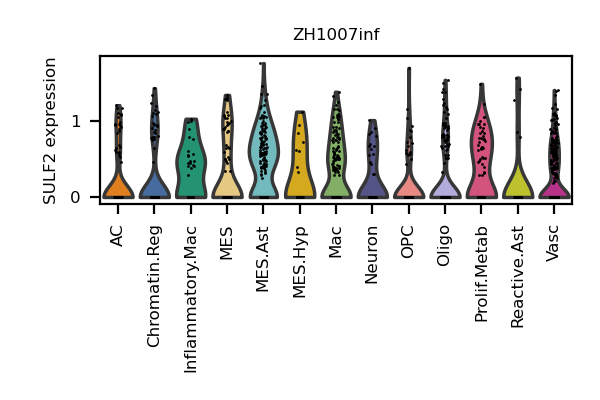 ZH1007inf
SULF2 expression
1
0
AC
Chromatin.Reg
Inflammatory.Mac
MES
MES.Ast
MES.Hyp
Mac
Neuron
OPC
Oligo
Prolif.Metab
Reactive.Ast
Vasc